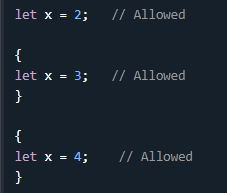 let x = 2;   // Allowed
{
let x = 3;   // Allowed
}
{
let x = 4;    // Allowed
}